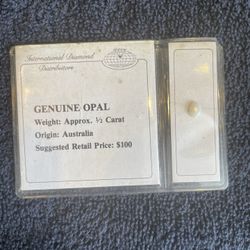 International Diamond
Distributors
GENUINE OPAL
Weight: Approx. ½ Carat
Origin: Australia
Suggested Retail Price: $100